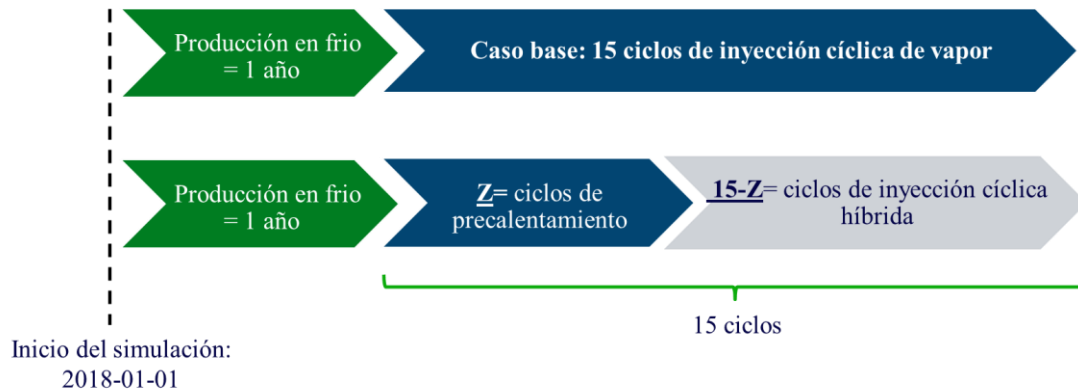 Producción en frio
= 1 año
Caso base: 15 ciclos de inyección cíclica de vapor
Producción en frio
= 1 año
Z= ciclos de
precalentamiento
15-Z= ciclos de inyección cíclica
híbrida
15 ciclos
Inicio del simulación:
2018-01-01